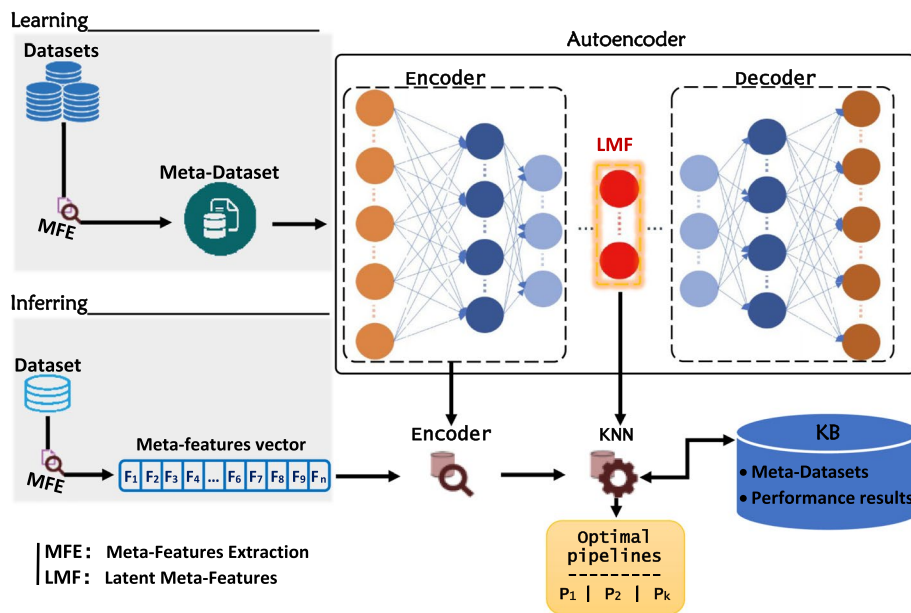 Learning
Datasets
MFE
Meta-Dataset
Autoencoder
Encoder
LMF
Decoder
Inferring
Dataset
MFE
Meta-features vector
F1 F2 F3 F4 ... F6 F7 F8 F9 Fn
Encoder
KNN
KB
• Meta-Datasets
• Performance results
Optimal
pipelines
---------
P1 | P2 | Pk
MFE: Meta-Features Extraction
LMF: Latent Meta-Features